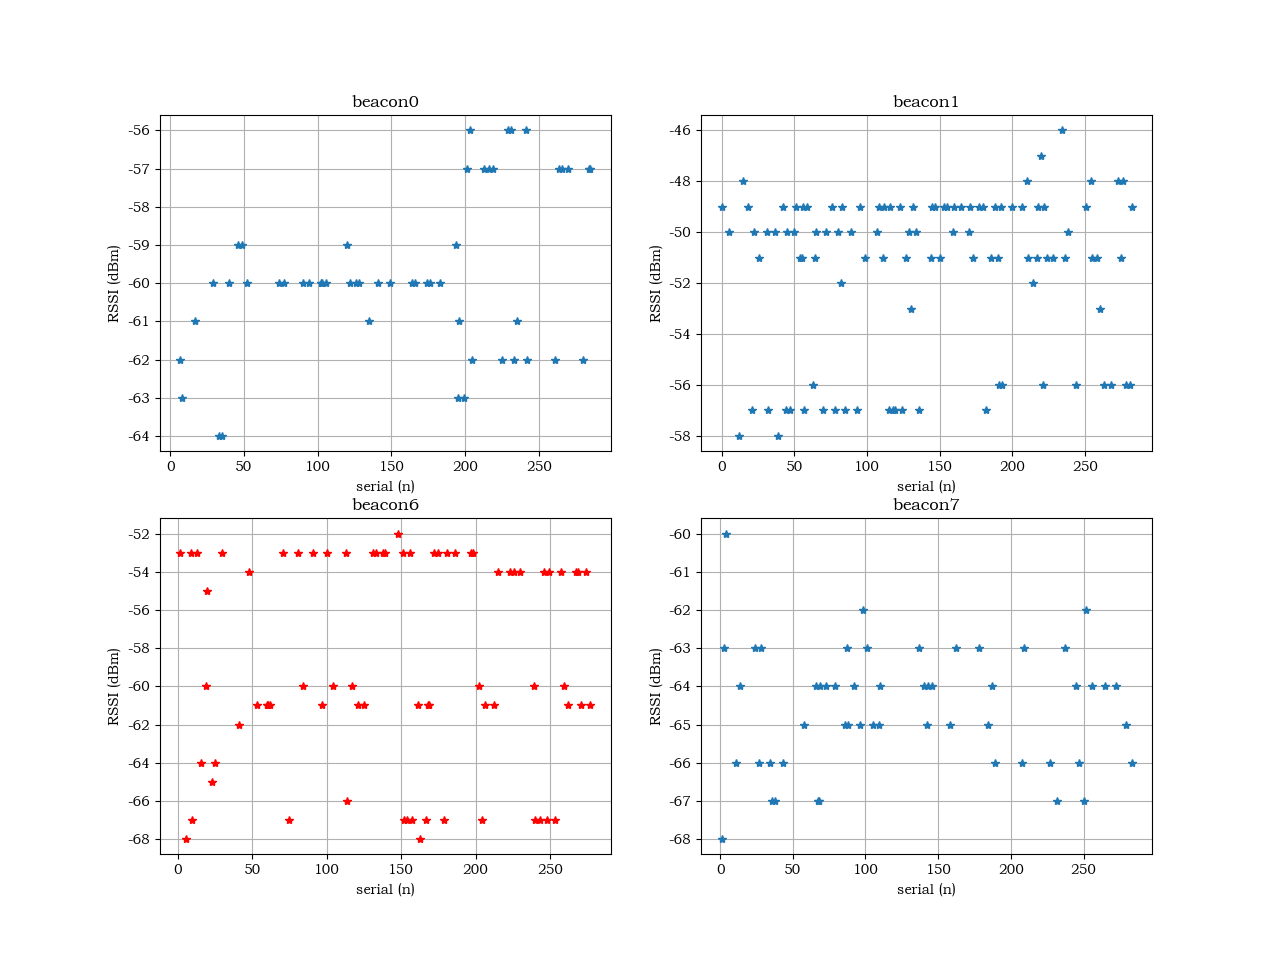 beacon0
-56
-57
-58
-59
-60
-61
-62
-63
-64
RSSI (dBm)
0 50 100 150 200 250
serial (n)
beacon1
-46
-48
-50
-52
-54
-56
-58
RSSI (dBm)
0 50 100 150 200 250
serial (n)
beacon6
-52
-54
-56
-58
-60
-62
-64
-66
-68
RSSI (dBm)
0 50 100 150 200 250
serial (n)
beacon7
-60
-61
-62
-63
-64
-65
-66
-67
-68
RSSI (dBm)
0 50 100 150 200 250
serial (n)